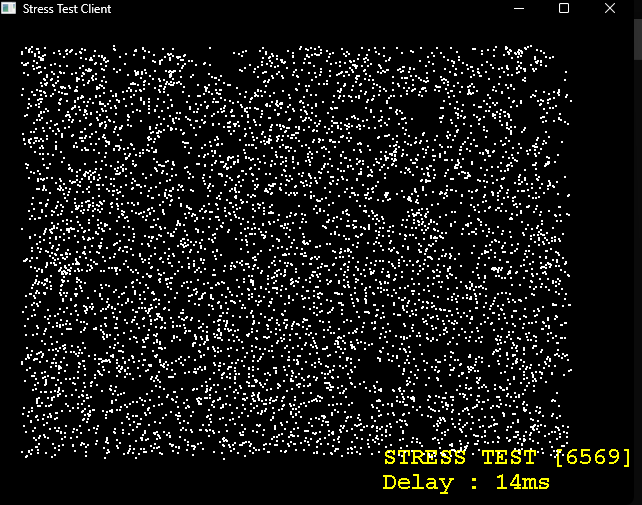 Stress Test Client
STRESS TEST [6569]
Delay : 14ms